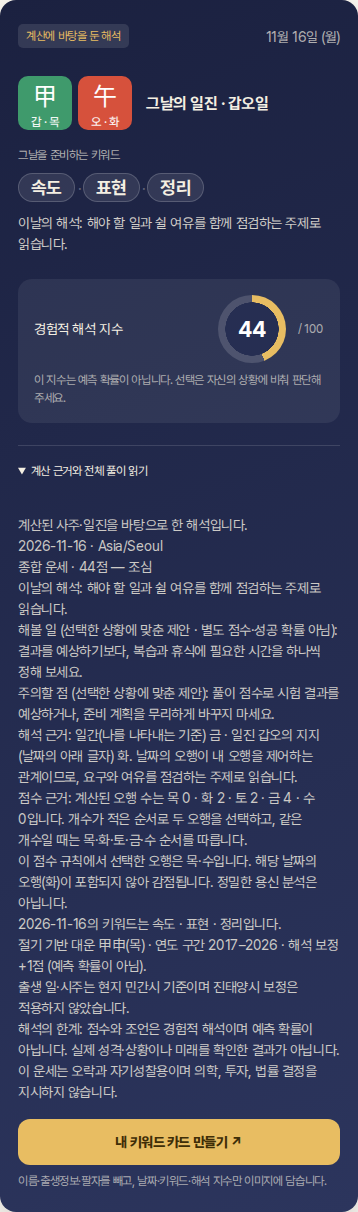 계산에 바탕을 둔 해석
11월 16일 (월)
甲
갑·목
午
오·화
그날의 일진 · 갑오일
그날을 준비하는 키워드
속도 · 표현 · 정리
이날의 해석: 해야 할 일과 쉴 여유를 함께 점검하는 주제로
읽습니다.
경험적 해석 지수
44
/ 100
이 지수는 예측 확률이 아닙니다. 선택은 자신의 상황에 비춰 판단해
주세요.
▼ 계산 근거와 전체 풀이 읽기
계산된 사주·일진을 바탕으로 한 해석입니다.
2026-11-16 · Asia/Seoul
종합 운세 · 44점 — 조심
이날의 해석: 해야 할 일과 쉴 여유를 함께 점검하는 주제로
읽습니다.
해볼 일 (선택한 상황에 맞춘 제안 · 별도 점수·성공 확률 아님):
결과를 예상하기보다, 복습과 휴식에 필요한 시간을 하나씩
정해 보세요.
주의할 점 (선택한 상황에 맞춘 제안): 풀이 점수로 시험 결과를
예상하거나, 준비 계획을 무리하게 바꾸지 마세요.
해석 근거: 일간(나를 나타내는 기준) 금 · 일진 갑오의 지지
(날짜의 아래 글자) 화. 날짜의 오행이 내 오행을 제어하는
관계이므로, 요구와 여유를 점검하는 주제로 읽습니다.
점수 근거: 계산된 오행 수는 목 0 · 화 2 · 토 2 · 금 4 · 수
0입니다. 개수가 적은 순서로 두 오행을 선택하고, 같은
개수일 때는 목·화·토·금·수 순서를 따릅니다.
이 점수 규칙에서 선택한 오행은 목·수입니다. 해당 날짜의
오행(화)이 포함되지 않아 감점됩니다. 정밀한 용신 분석은
아닙니다.
2026-11-16의 키워드는 속도 · 표현 · 정리입니다.
절기 기반 대운 甲申(목) · 연도 구간 2017–2026 · 해석 보정
+1점 (예측 확률이 아님).
출생 일·시주는 현지 민간시 기준이며 진태양시 보정은
적용하지 않았습니다.
해석의 한계: 점수와 조언은 경험적 해석이며 예측 확률이
아닙니다. 실제 성격·상황이나 미래를 확인한 결과가 아닙니다.
이 운세는 오락과 자기성찰용이며 의학, 투자, 법률 결정을
지시하지 않습니다.
내 키워드 카드 만들기 ↗
이름·출생정보·팔자를 빼고, 날짜·키워드·해석 지수만 이미지에 담습니다.